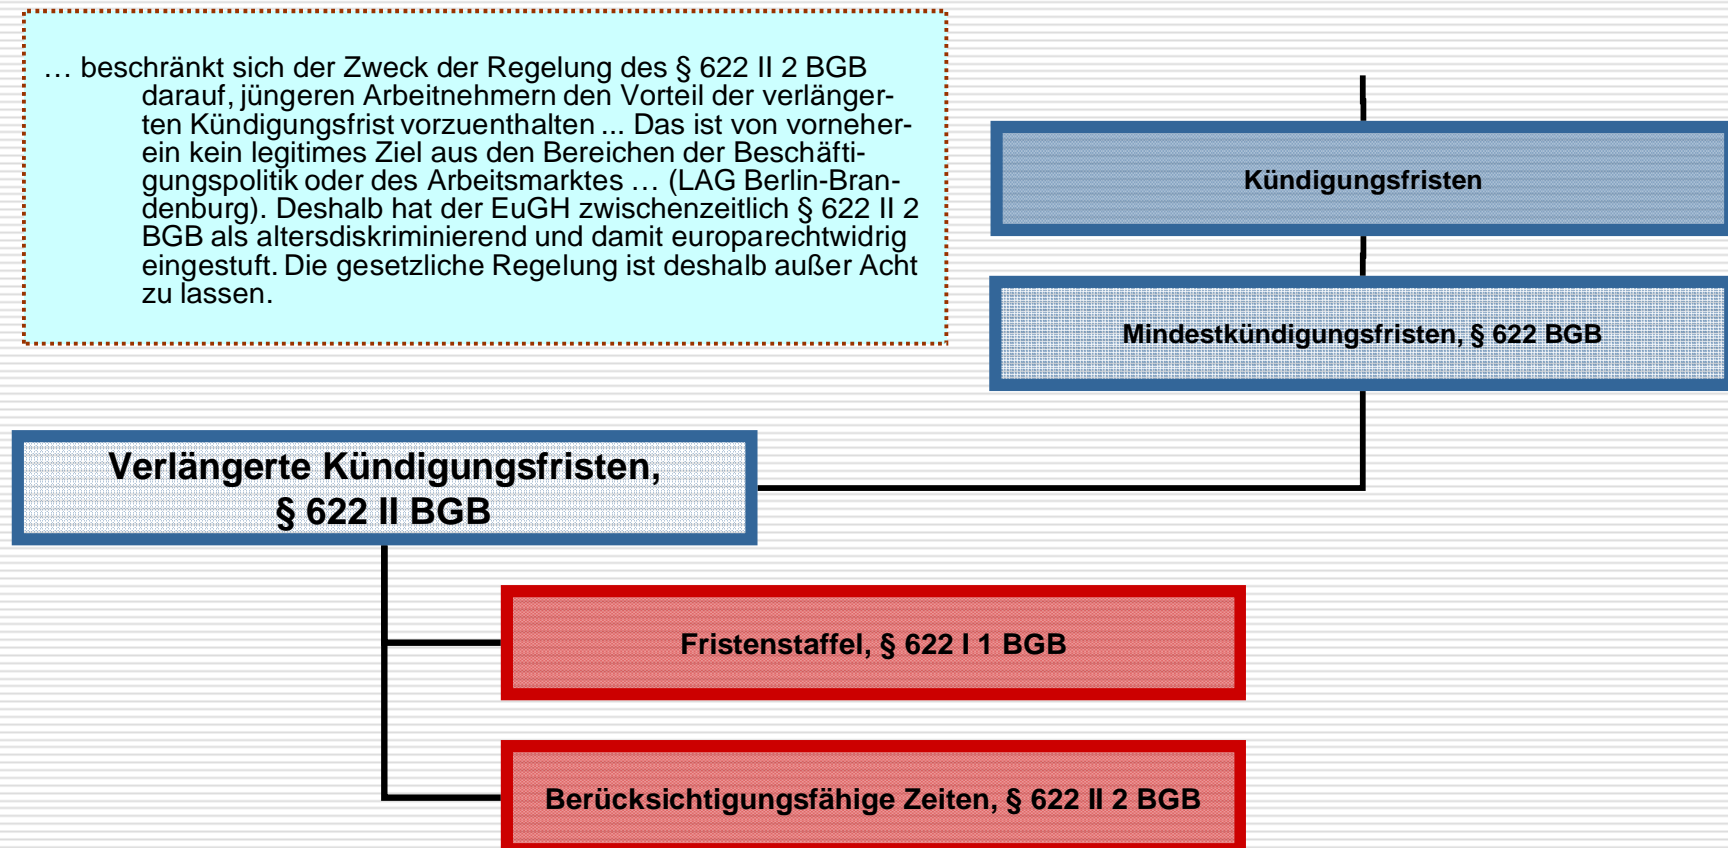 … beschränkt sich der Zweck der Regelung des § 622 II 2 BGB
darauf, jüngeren Arbeitnehmern den Vorteil der verlänger-
ten Kündigungsfrist vorzuenthalten ... Das ist von vorneher-
ein kein legitimes Ziel aus den Bereichen der Beschäfti-
gungspolitik oder des Arbeitsmarktes … (LAG Berlin-Bran-
denburg). Deshalb hat der EuGH zwischenzeitlich § 622 II 2
BGB als altersdiskriminierend und damit europarechtwidrig
eingestuft. Die gesetzliche Regelung ist deshalb außer Acht
zu lassen.
Kündigungsfristen
Mindestkündigungsfristen, § 622 BGB
Verlängerte Kündigungsfristen,
§ 622 II BGB
Fristenstaffel, § 622 I 1 BGB
Berücksichtigungsfähige Zeiten, § 622 II 2 BGB